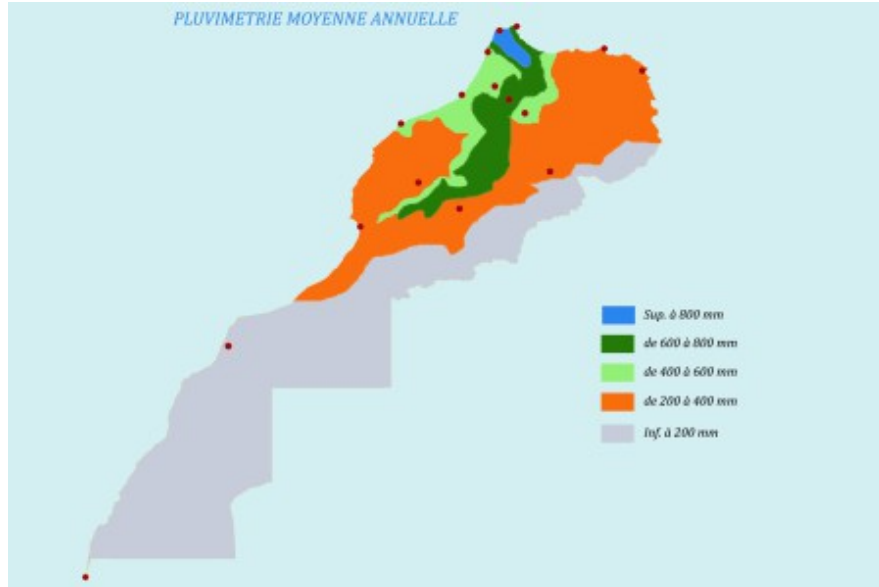 PLUVIMETRIE MOYENNE ANNUELLE
Sup. à 800 mm
de 600 à 800 mm
de 400 à 600 mm
de 200 à 400 mm
Inf. à 200 mm